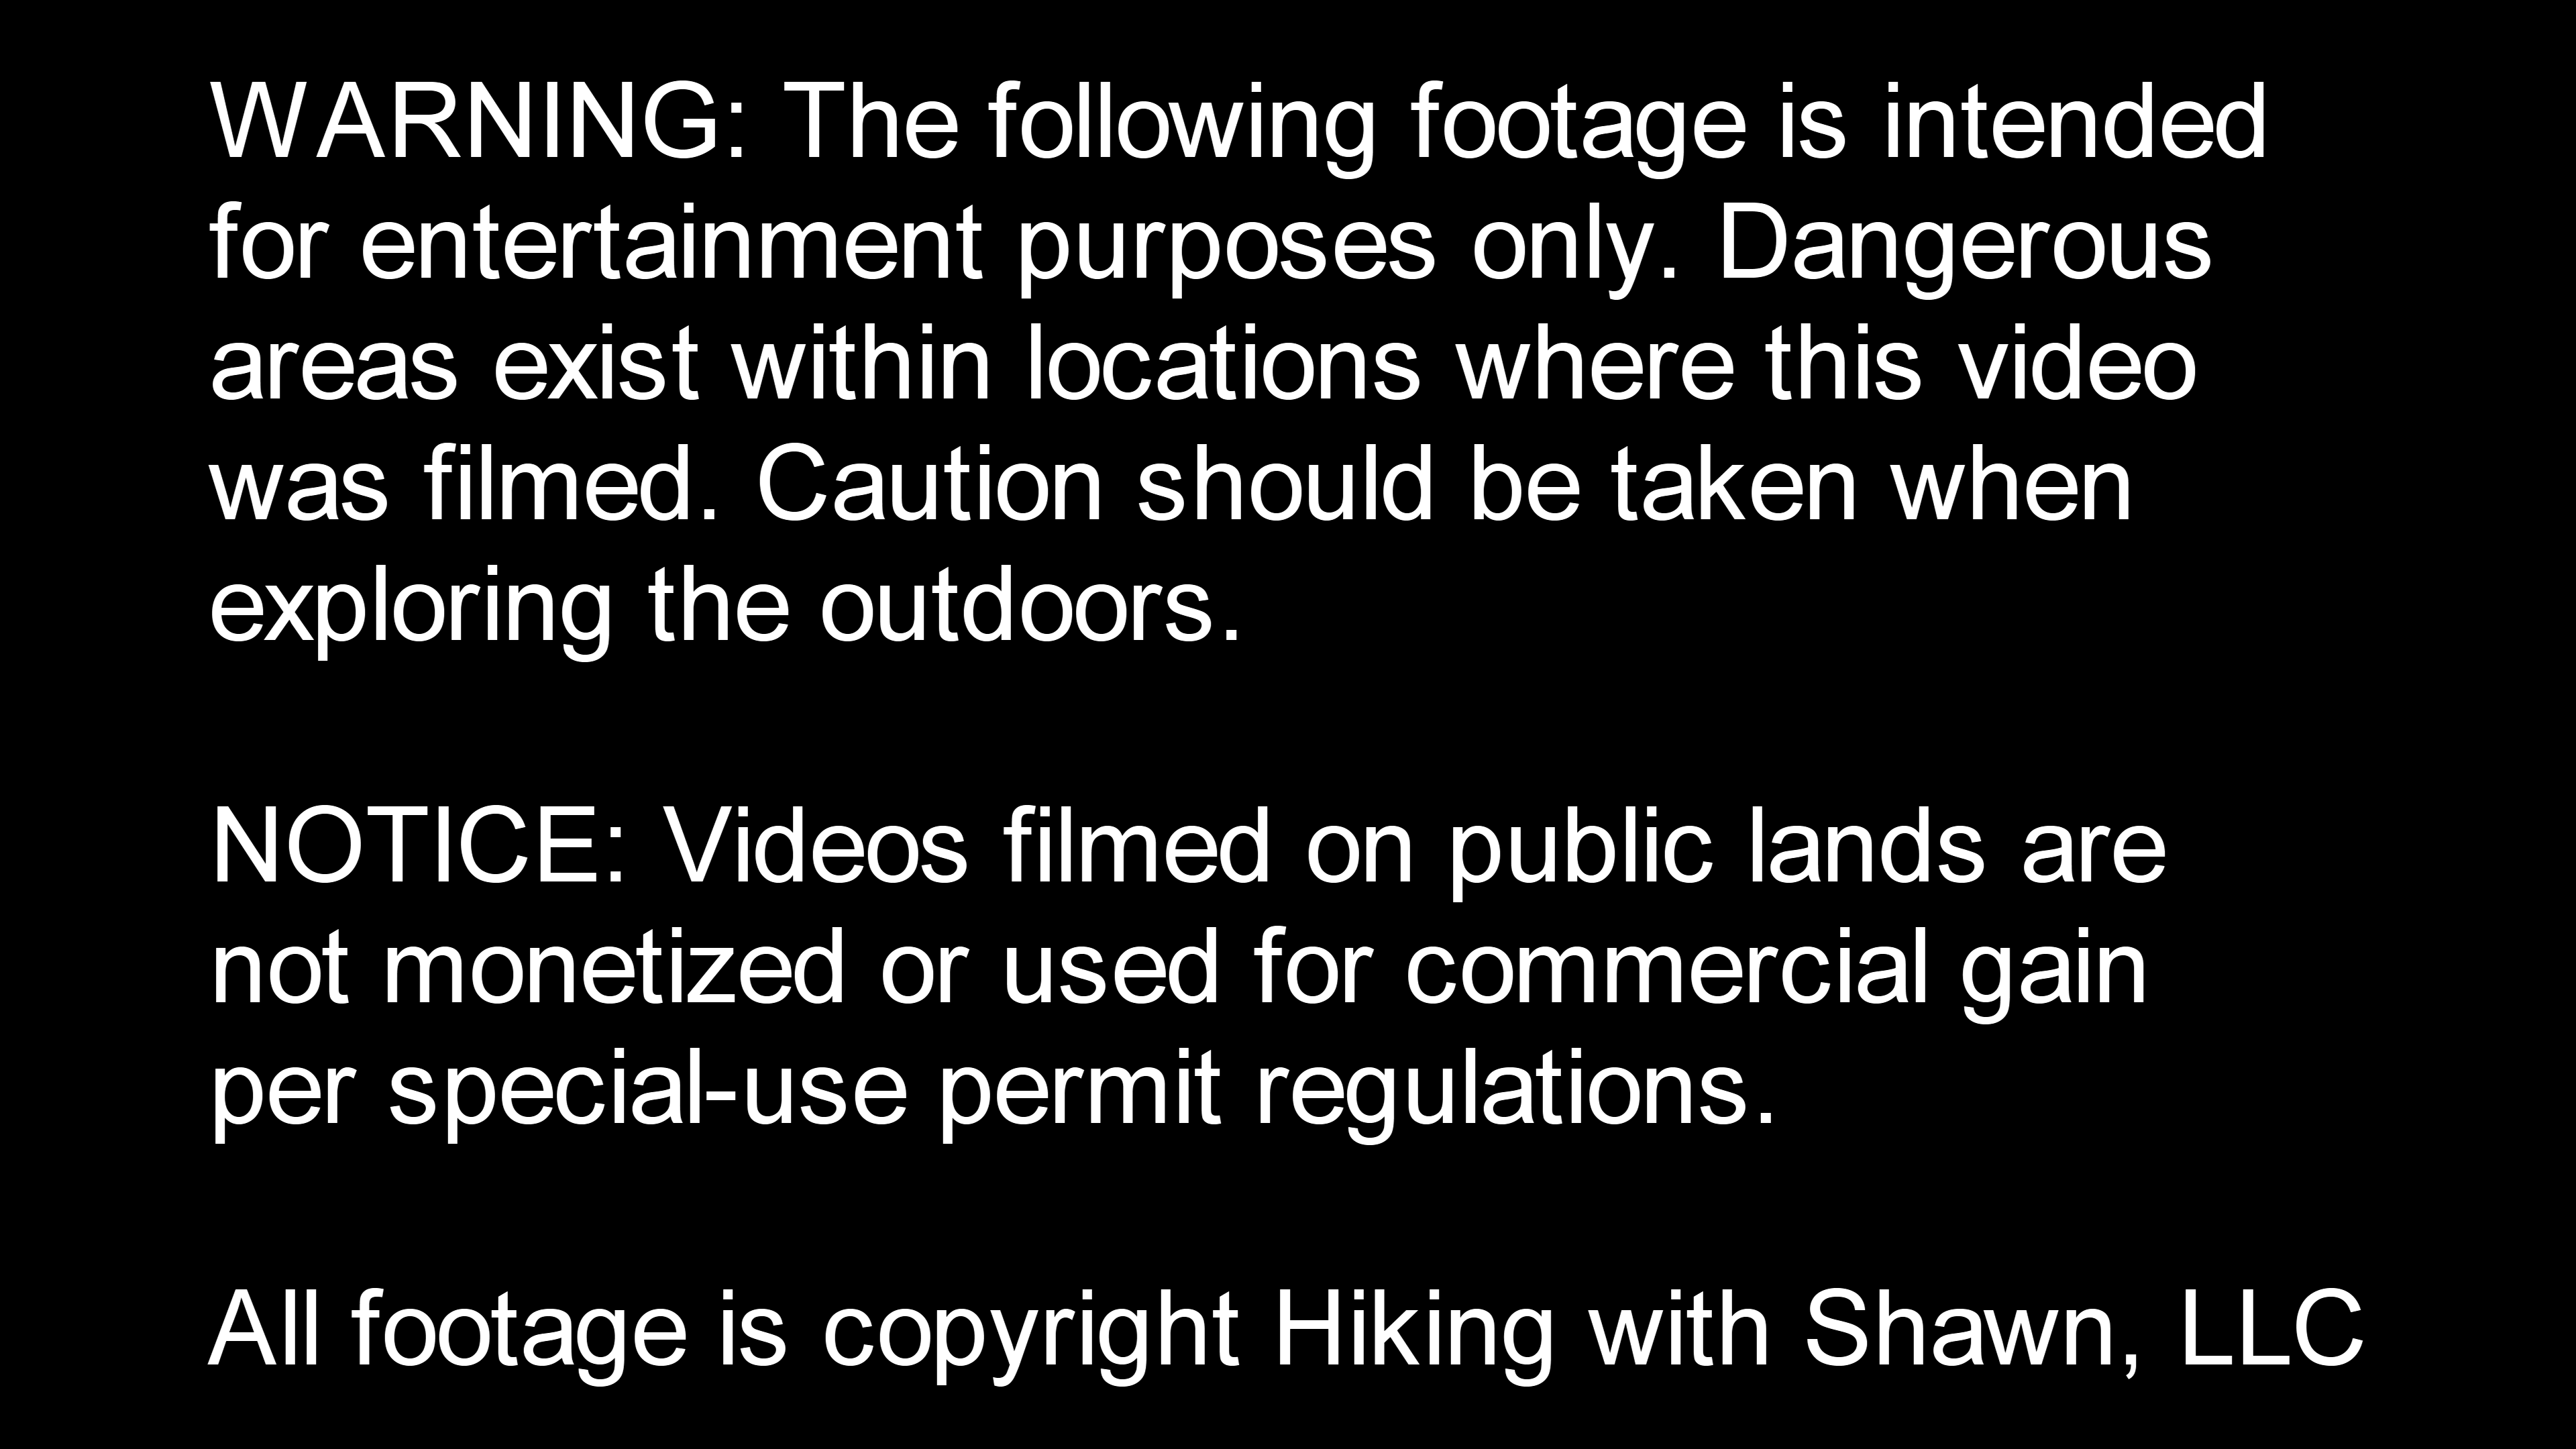 WARNING: The following footage is intended
for entertainment purposes only. Dangerous
areas exist within locations where this video
was filmed. Caution should be taken when
exploring the outdoors.
NOTICE: Videos filmed on public lands are
not monetized or used for commercial gain
per special-use permit regulations.
All footage is copyright Hiking with Shawn, LLC